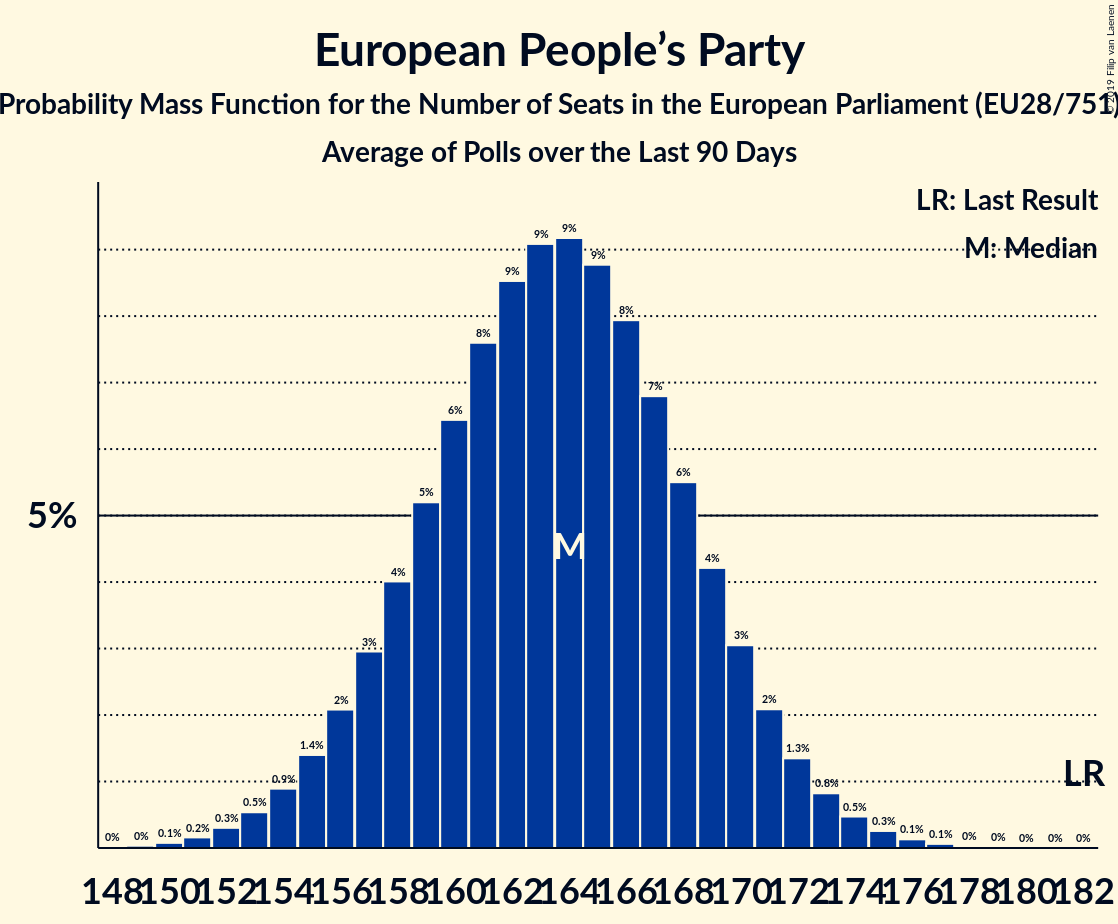 European People's Party
Probability Mass Function for the Number of Seats in the European Parliament (EU28/751)
Average of Polls over the Last 90 Days
© 2019 Filip van Laenen
LR: Last Result
M: Median
5%
0% 0% 0.1% 0.2% 0.3% 0.5% 0.9% 1.4% 2% 3% 4% 5% 6% 8% 9% 9% 9% 9% 8% 7% 6% 4% 3% 2% 1.3% 0.8% 0.5% 0.3% 0.1% 0.1% 0% 0% 0% 0% 0%
M
LR
148 150 152 154 156 158 160 162 164 166 168 170 172 174 176 178 180 182